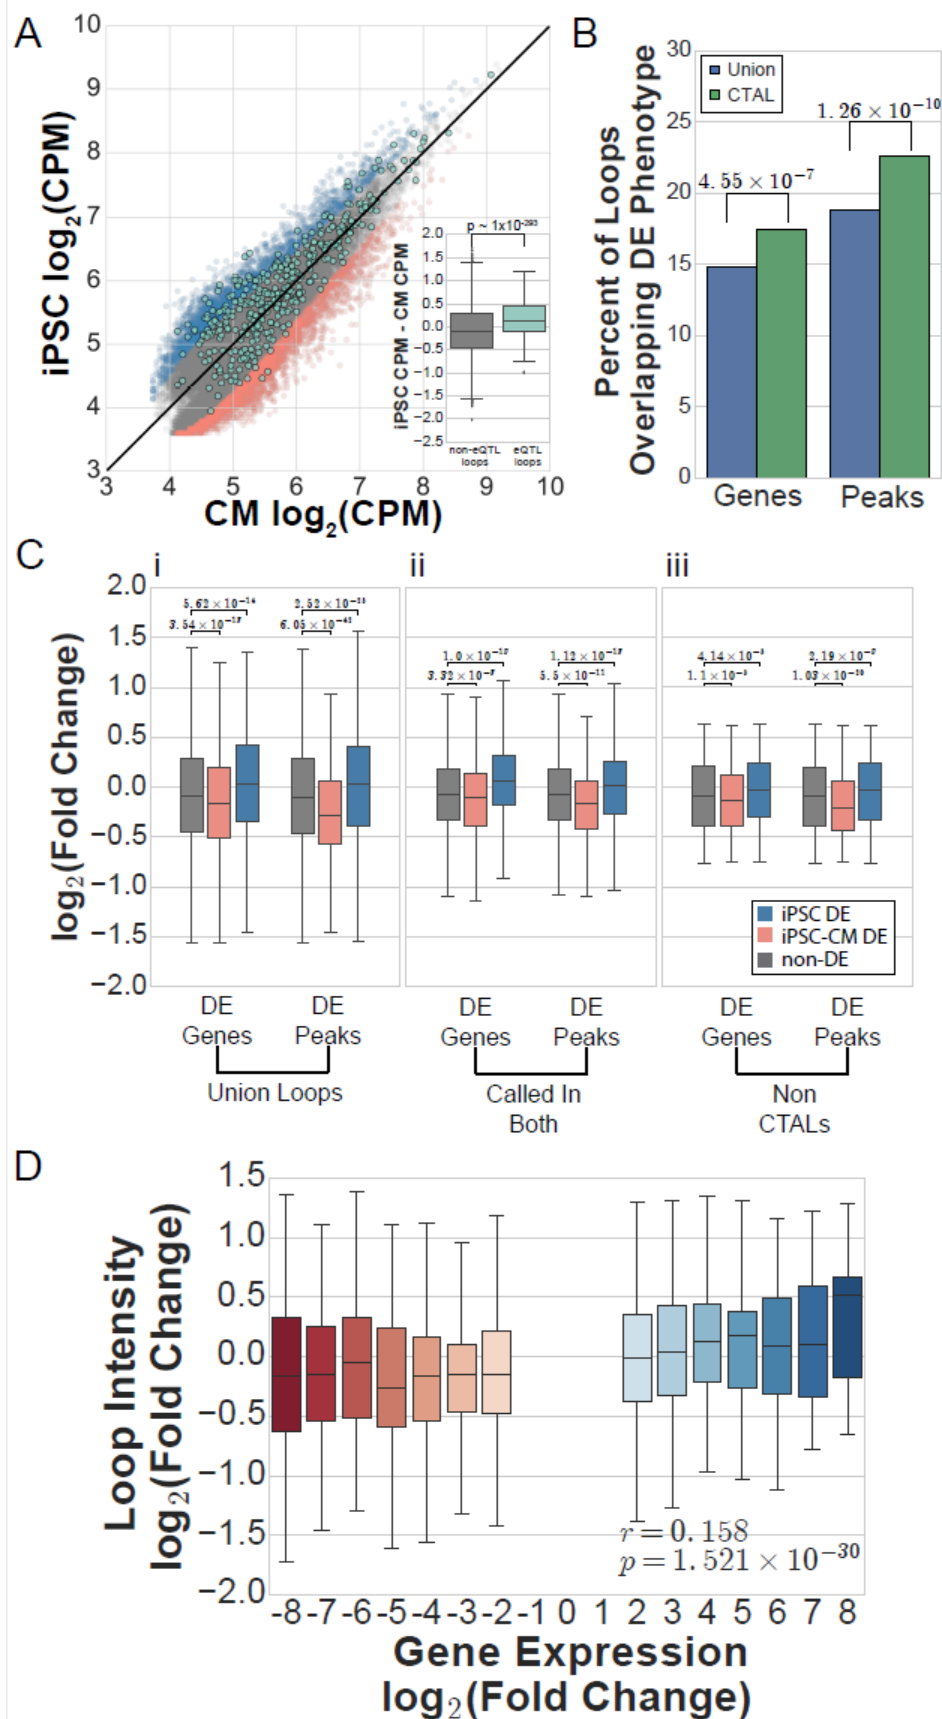 A
10
9
8
7
6
5
4
3
iPSC log2(CPM)
3 4 5 6 7 8 9 10
CM log2(CPM)
p ~ 1x10-293
2.0
1.5
1.0
0.5
0.0
−0.5
−1.0
−1.5
−2.0
−2.5
iPSC CPM - CM CPM
non-eQTL loops
eQTL loops
B
30
25
20
15
10
5
0
Percent of Loops
Overlapping DE Phenotype
Union
CTAL
4.55 × 10−7
1.26 × 10−10
Genes Peaks
C
i ii iii
2.0
1.5
1.0
0.5
0.0
−0.5
−1.0
−1.5
−2.0
log2(Fold Change)
iPSC DE
iPSC-CM DE
non-DE
DE Genes
DE Peaks
Union Loops
DE Genes
DE Peaks
Called In
Both
DE Genes
DE Peaks
Non
CTALs
D
1.5
1.0
0.5
0.0
−0.5
−1.0
−1.5
−2.0
Loop Intensity
log2(Fold Change)
r = 0.158
p = 1.521 × 10−30
-8 -7 -6 -5 -4 -3 -2 -1 0 1 2 3 4 5 6 7 8
Gene Expression
log2(Fold Change)